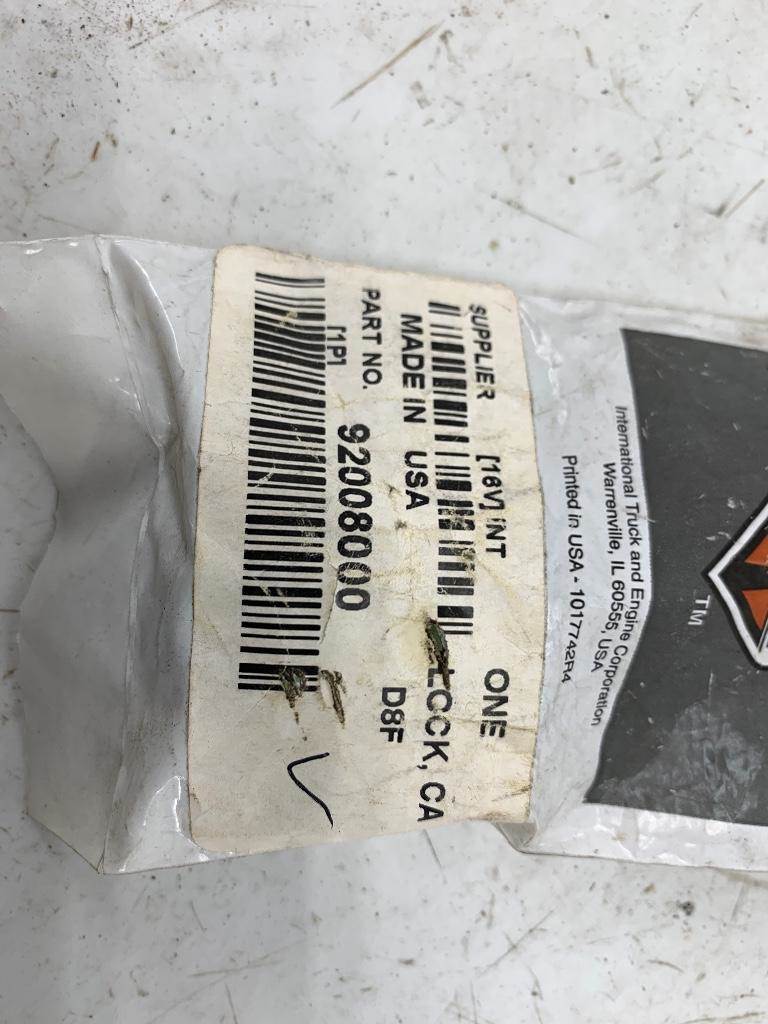 SUPPLIER [16V] INT ONE
MADE IN USA LOCK, CA
PART NO. 92008000 D8F
[1P]
International Truck and Engine Corporation
Warrenville, IL 60555, USA
Printed in USA - 1017742R4
TM